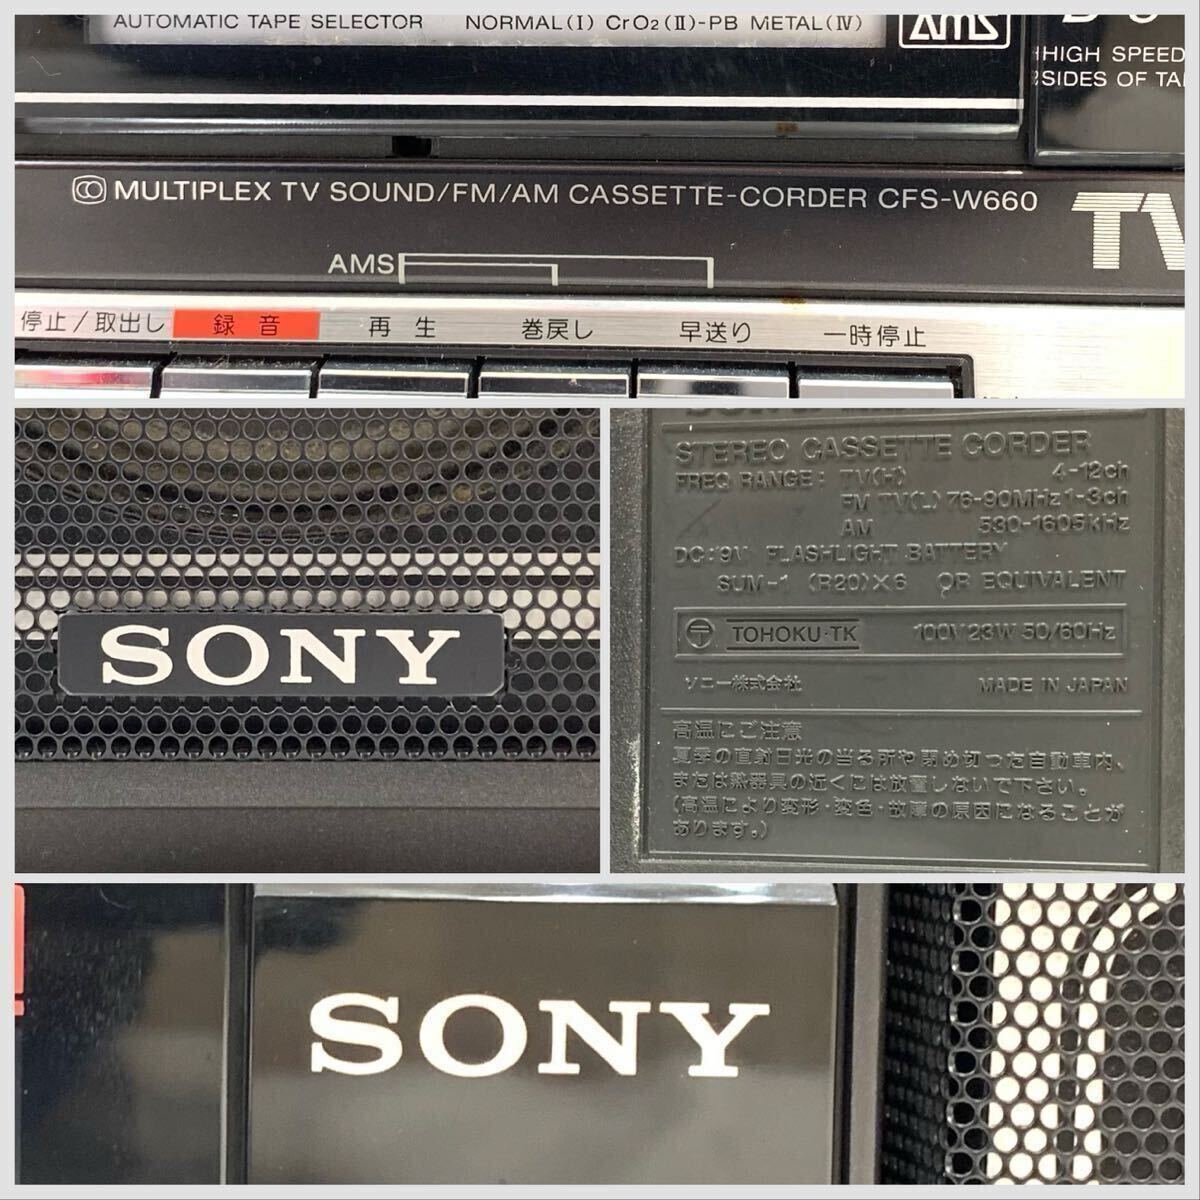 AUTOMATIC TAPE SELECTOR NORMAL(I) CrO2(II)-PB METAL(IV)
AMS
HIGH SPEED
SIDES OF TA
MULTIPLEX TV SOUND/FM/AM CASSETTE-CORDER CFS-W660
TV
AMS
停止/取出し 録音 再生 巻戻し 早送り 一時停止
SONY
STEREO CASSETTE CORDER
FREQ RANGE: TV(H) 4-12ch
FM TV(L) 76-90MHz 1-3ch
AM 530-1605kHz
DC:9V FLASHLIGHT BATTERY
SUM-1 (R20)×6 OR EQUIVALENT
〒 TOHOKU·TK 100V 23W 50/60Hz
ソニー株式会社 MADE IN JAPAN
高温にご注意
夏季の直射日光の当る所や閉め切った自動車内、
または熱器具の近くには放置しないで下さい。
(高温により変形・変色・故障の原因になることが
あります。)
SONY